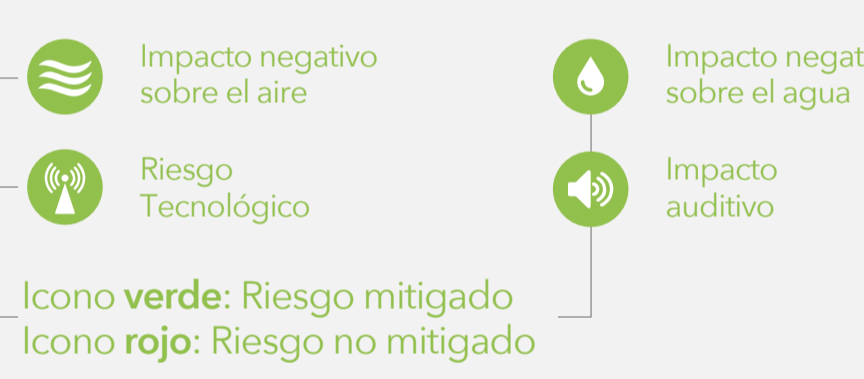 Impacto negativo
sobre el aire
Impacto negat
sobre el agua
Riesgo
Tecnológico
Impacto
auditivo
Icono verde: Riesgo mitigado
Icono rojo: Riesgo no mitigado